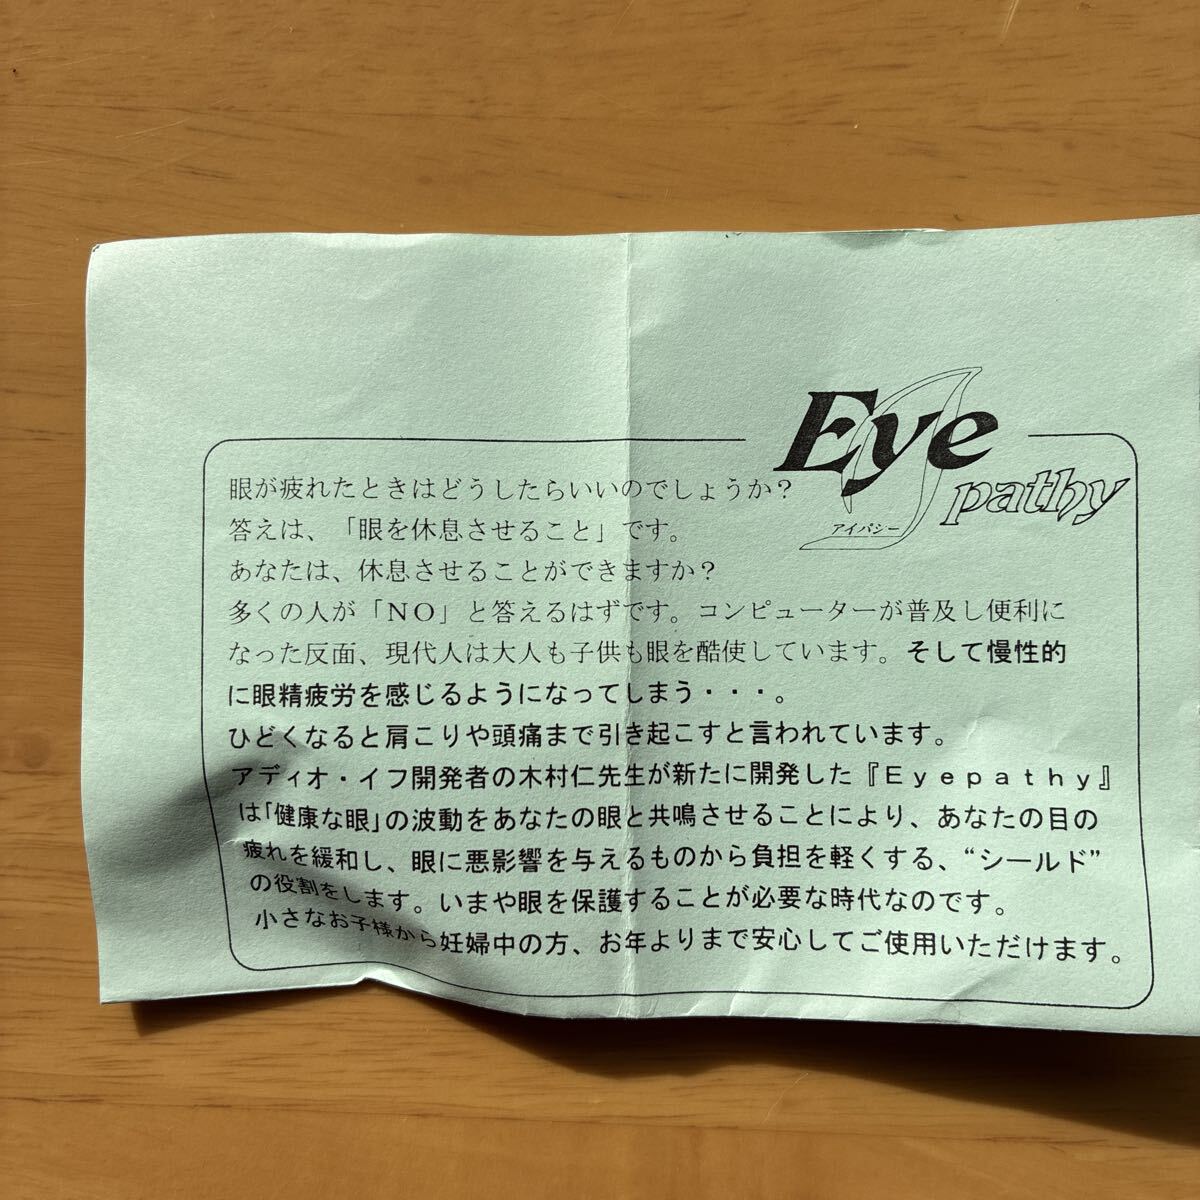 Eye
pathy
アイパシー
眼が疲れたときはどうしたらいいのでしょうか？
答えは、「眼を休息させること」です。
あなたは、休息させることができますか？
多くの人が「ＮＯ」と答えるはずです。コンピューターが普及し便利に
なった反面、現代人は大人も子供も眼を酷使しています。そして慢性的
に眼精疲労を感じるようになってしまう・・・。
ひどくなると肩こりや頭痛まで引き起こすと言われています。
アディオ・イフ開発者の木村仁先生が新たに開発した『Ｅｙｅｐａｔｈｙ』
は「健康な眼」の波動をあなたの眼と共鳴させることにより、あなたの目の
疲れを緩和し、眼に悪影響を与えるものから負担を軽くする、“シールド”
の役割をします。いまや眼を保護することが必要な時代なのです。
小さなお子様から妊婦中の方、お年よりまで安心してご使用いただけます。